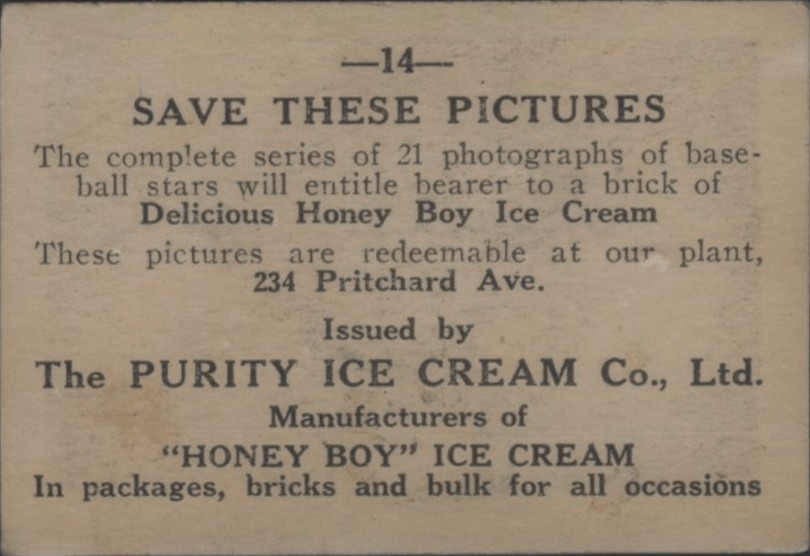 —14—
SAVE THESE PICTURES
The complete series of 21 photographs of base-
ball stars will entitle bearer to a brick of
Delicious Honey Boy Ice Cream
These pictures are redeemable at our plant,
234 Pritchard Ave.
Issued by
The PURITY ICE CREAM Co., Ltd.
Manufacturers of
“HONEY BOY” ICE CREAM
In packages, bricks and bulk for all occasions